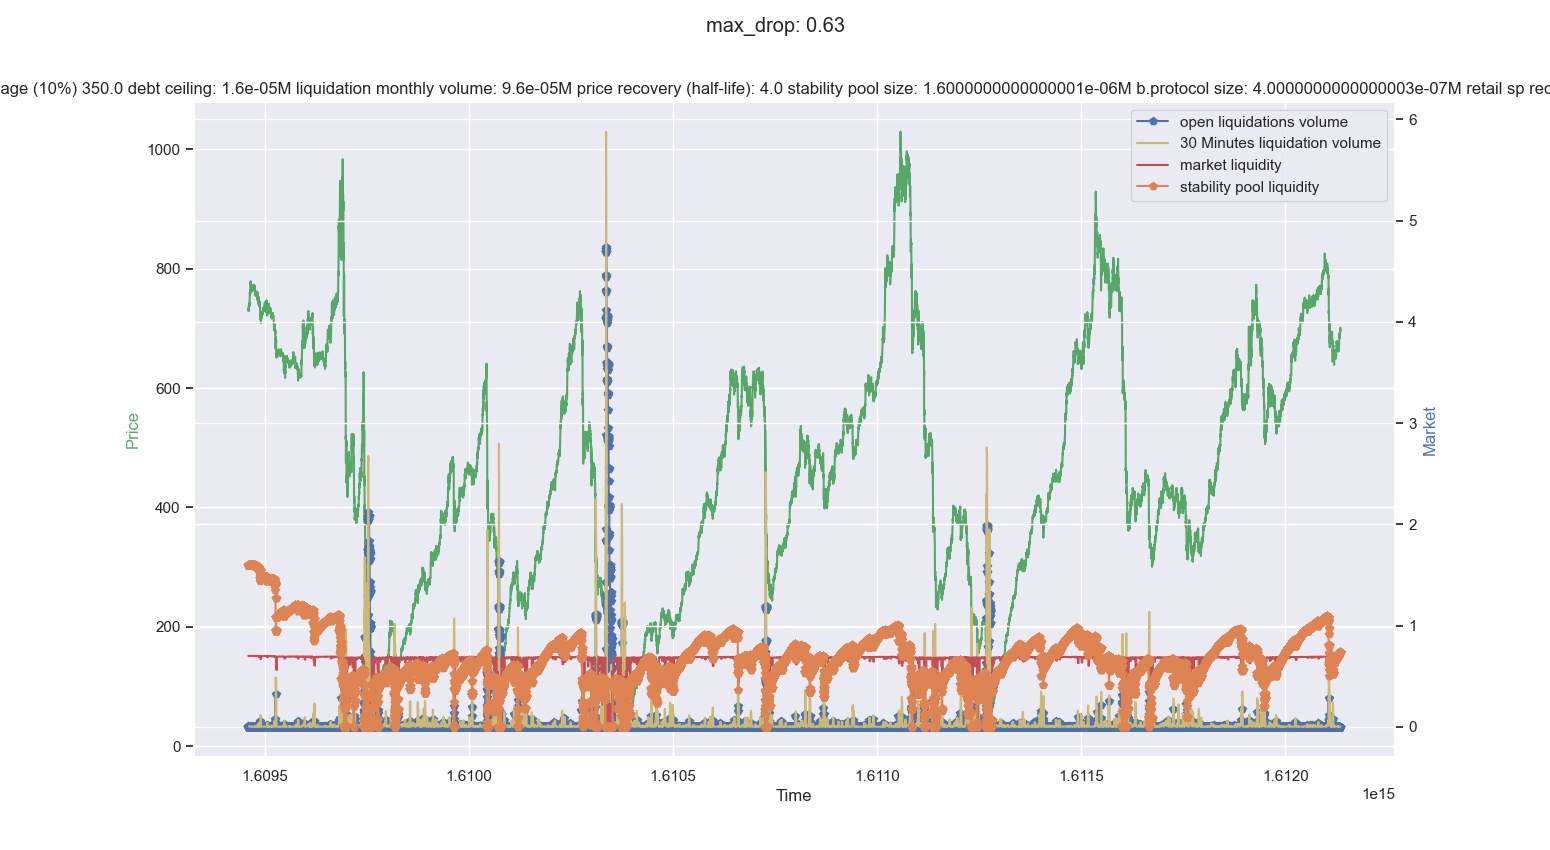 max_drop: 0.63
age (10%) 350.0 debt ceiling: 1.6e-05M liquidation monthly volume: 9.6e-05M price recovery (half-life): 4.0 stability pool size: 1.6000000000000001e-06M b.protocol size: 4.0000000000000003e-07M retail sp rec
open liquidations volume
30 Minutes liquidation volume
market liquidity
stability pool liquidity
1000
800
600
400
200
0
Price
6
5
4
3
2
1
0
Market
1.6095 1.6100 1.6105 1.6110 1.6115 1.6120
Time
1e15